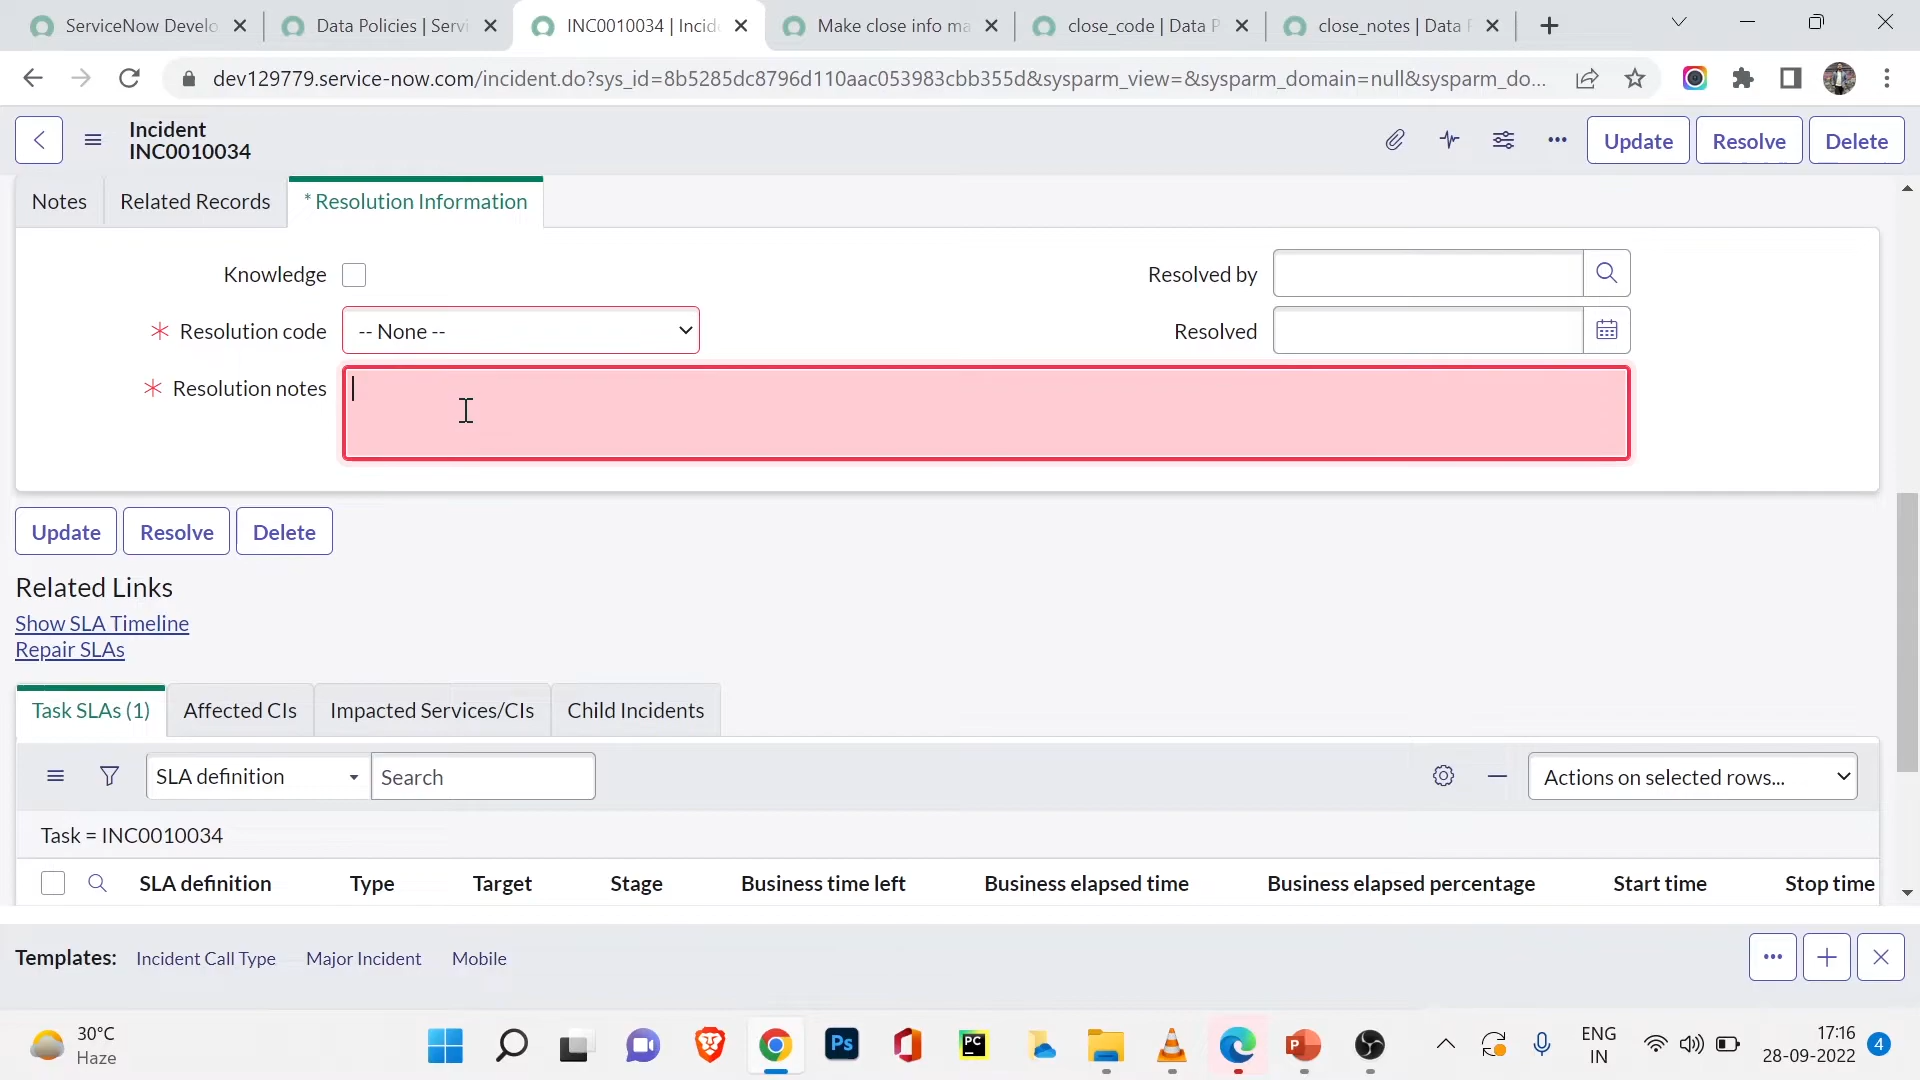 ServiceNow Develo
Data Policies | Servi
INC0010034 | Incid
Make close info ma
close_code | Data P
close_notes | Data
dev129779.service-now.com/incident.do?sys_id=8b5285dc8796d110aac053983cbb355d&sysparm_view=&sysparm_domain=null&sysparm_do...
Incident
INC0010034
Update
Resolve
Delete
Notes
Related Records
* Resolution Information
Knowledge
Resolved by
Resolution code
-- None --
Resolved
Resolution notes
Update
Resolve
Delete
Related Links
Show SLA Timeline
Repair SLAs
Task SLAs (1)
Affected CIs
Impacted Services/CIs
Child Incidents
SLA definition
Search
Actions on selected rows...
Task = INC0010034
SLA definition
Type
Target
Stage
Business time left
Business elapsed time
Business elapsed percentage
Start time
Stop time
Templates:
Incident Call Type
Major Incident
Mobile
30°C
Haze
Ps
PC
P
ENG
IN
17:16
28-09-2022
4